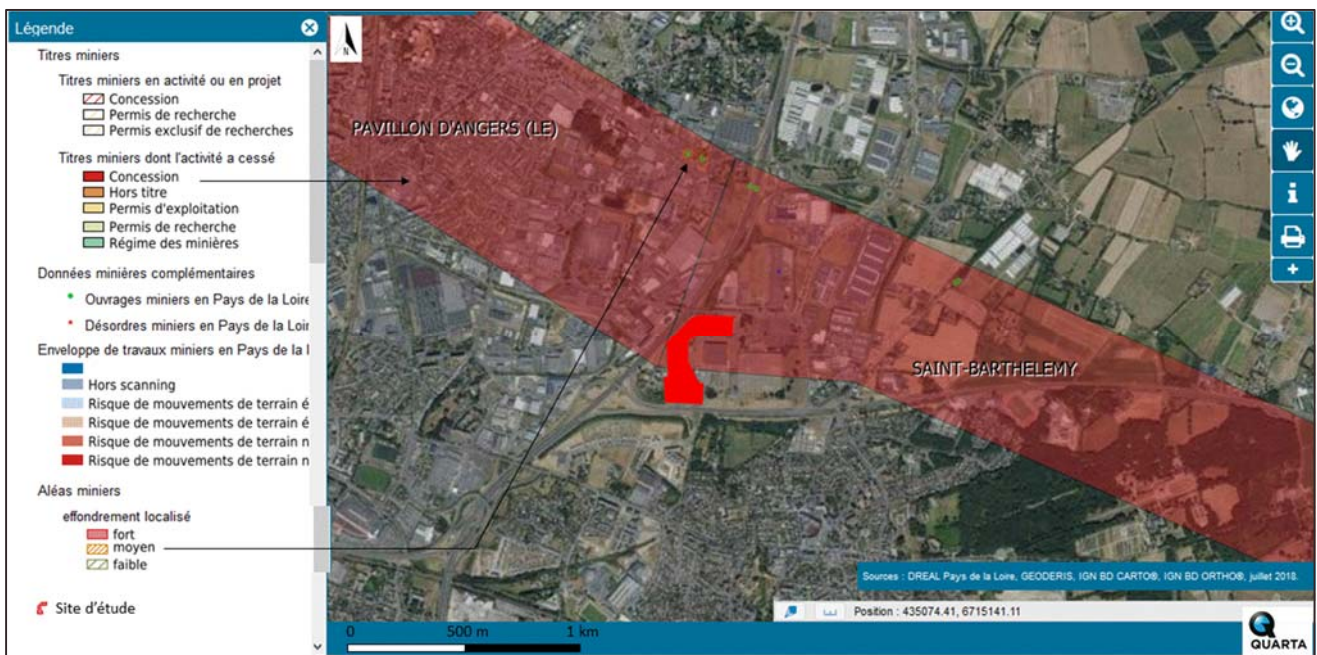 Légende
Titres miniers
Titres miniers en activité ou en projet
Concession
Permis de recherche
Permis exclusif de recherches
Titres miniers dont l'activité a cessé
Concession
Hors titre
Permis d'exploitation
Permis de recherche
Régime des minières
Données minières complémentaires
Ouvrages miniers en Pays de la Loire
Désordres miniers en Pays de la Loir
Enveloppe de travaux miniers en Pays de la l
Hors scanning
Risque de mouvements de terrain é
Risque de mouvements de terrain é
Risque de mouvements de terrain n
Risque de mouvements de terrain n
Aléas miniers
effondrement localisé
fort
moyen
faible
Site d'étude
N
PAVILLON D'ANGERS (LE)
SAINT-BARTHELEMY
Sources : DREAL Pays de la Loire, GEODERIS, IGN BD CARTO®, IGN BD ORTHO®, juillet 2018.
Position : 435074.41, 6715141.11
0 500 m 1 km
QUARTA